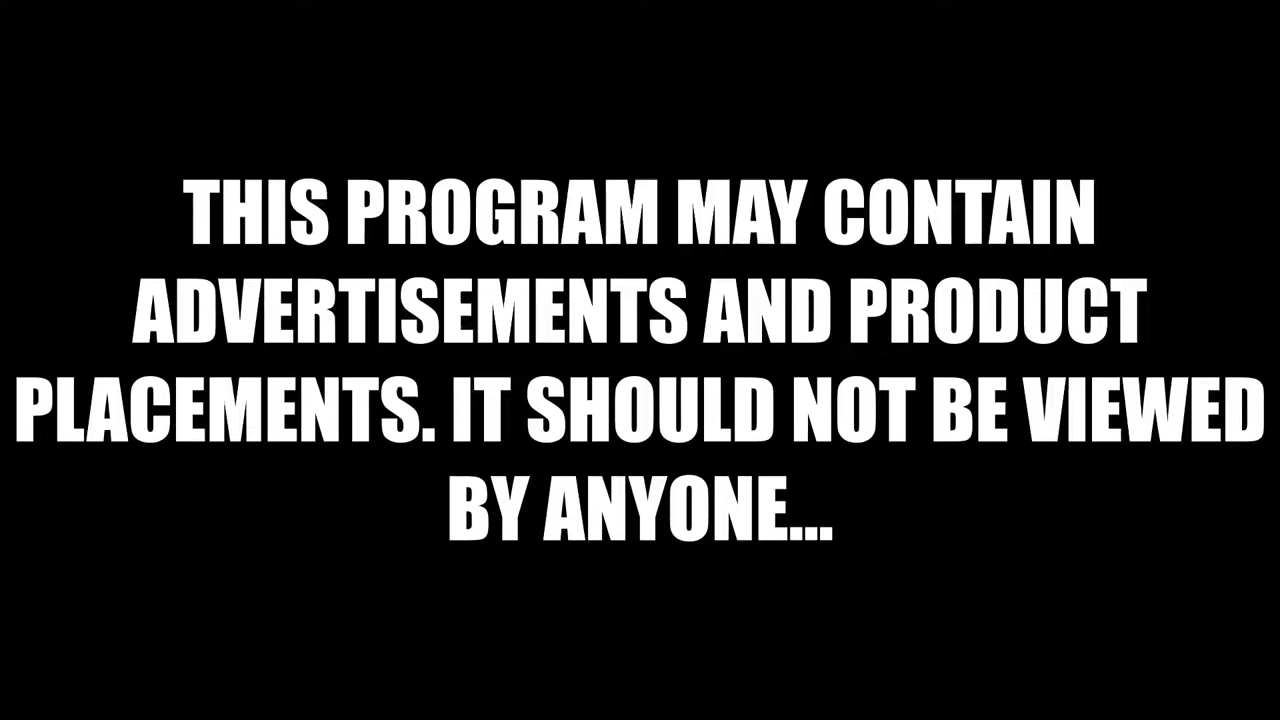 THIS PROGRAM MAY CONTAIN
ADVERTISEMENTS AND PRODUCT
PLACEMENTS. IT SHOULD NOT BE VIEWED
BY ANYONE...